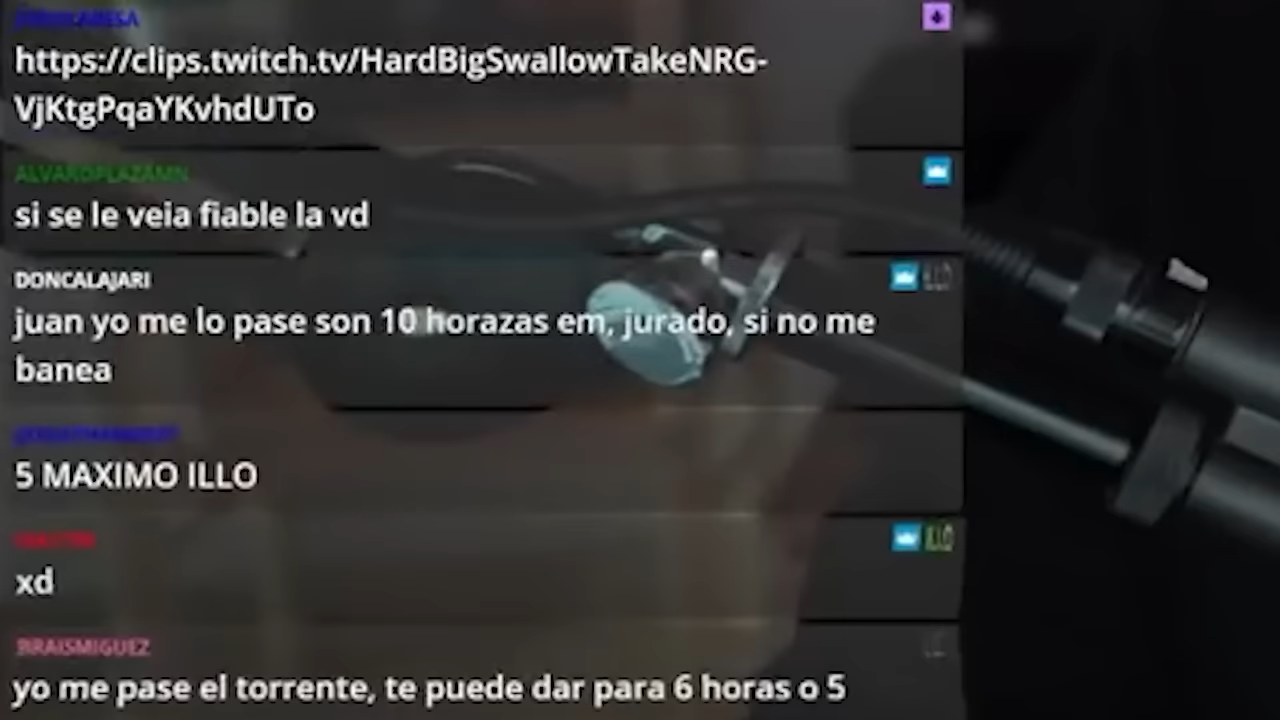 https://clips.twitch.tv/HardBigSwallowTakeNRG-
VjKtgPqaYKvhdUTo
ALVAROPLAZAMN
si se le veia fiable la vd
DONCALAJARI
juan yo me lo pase son 10 horazas em, jurado, si no me
banea
5 MAXIMO ILLO
xd
BRAISMIGUEZ
yo me pase el torrente, te puede dar para 6 horas o 5